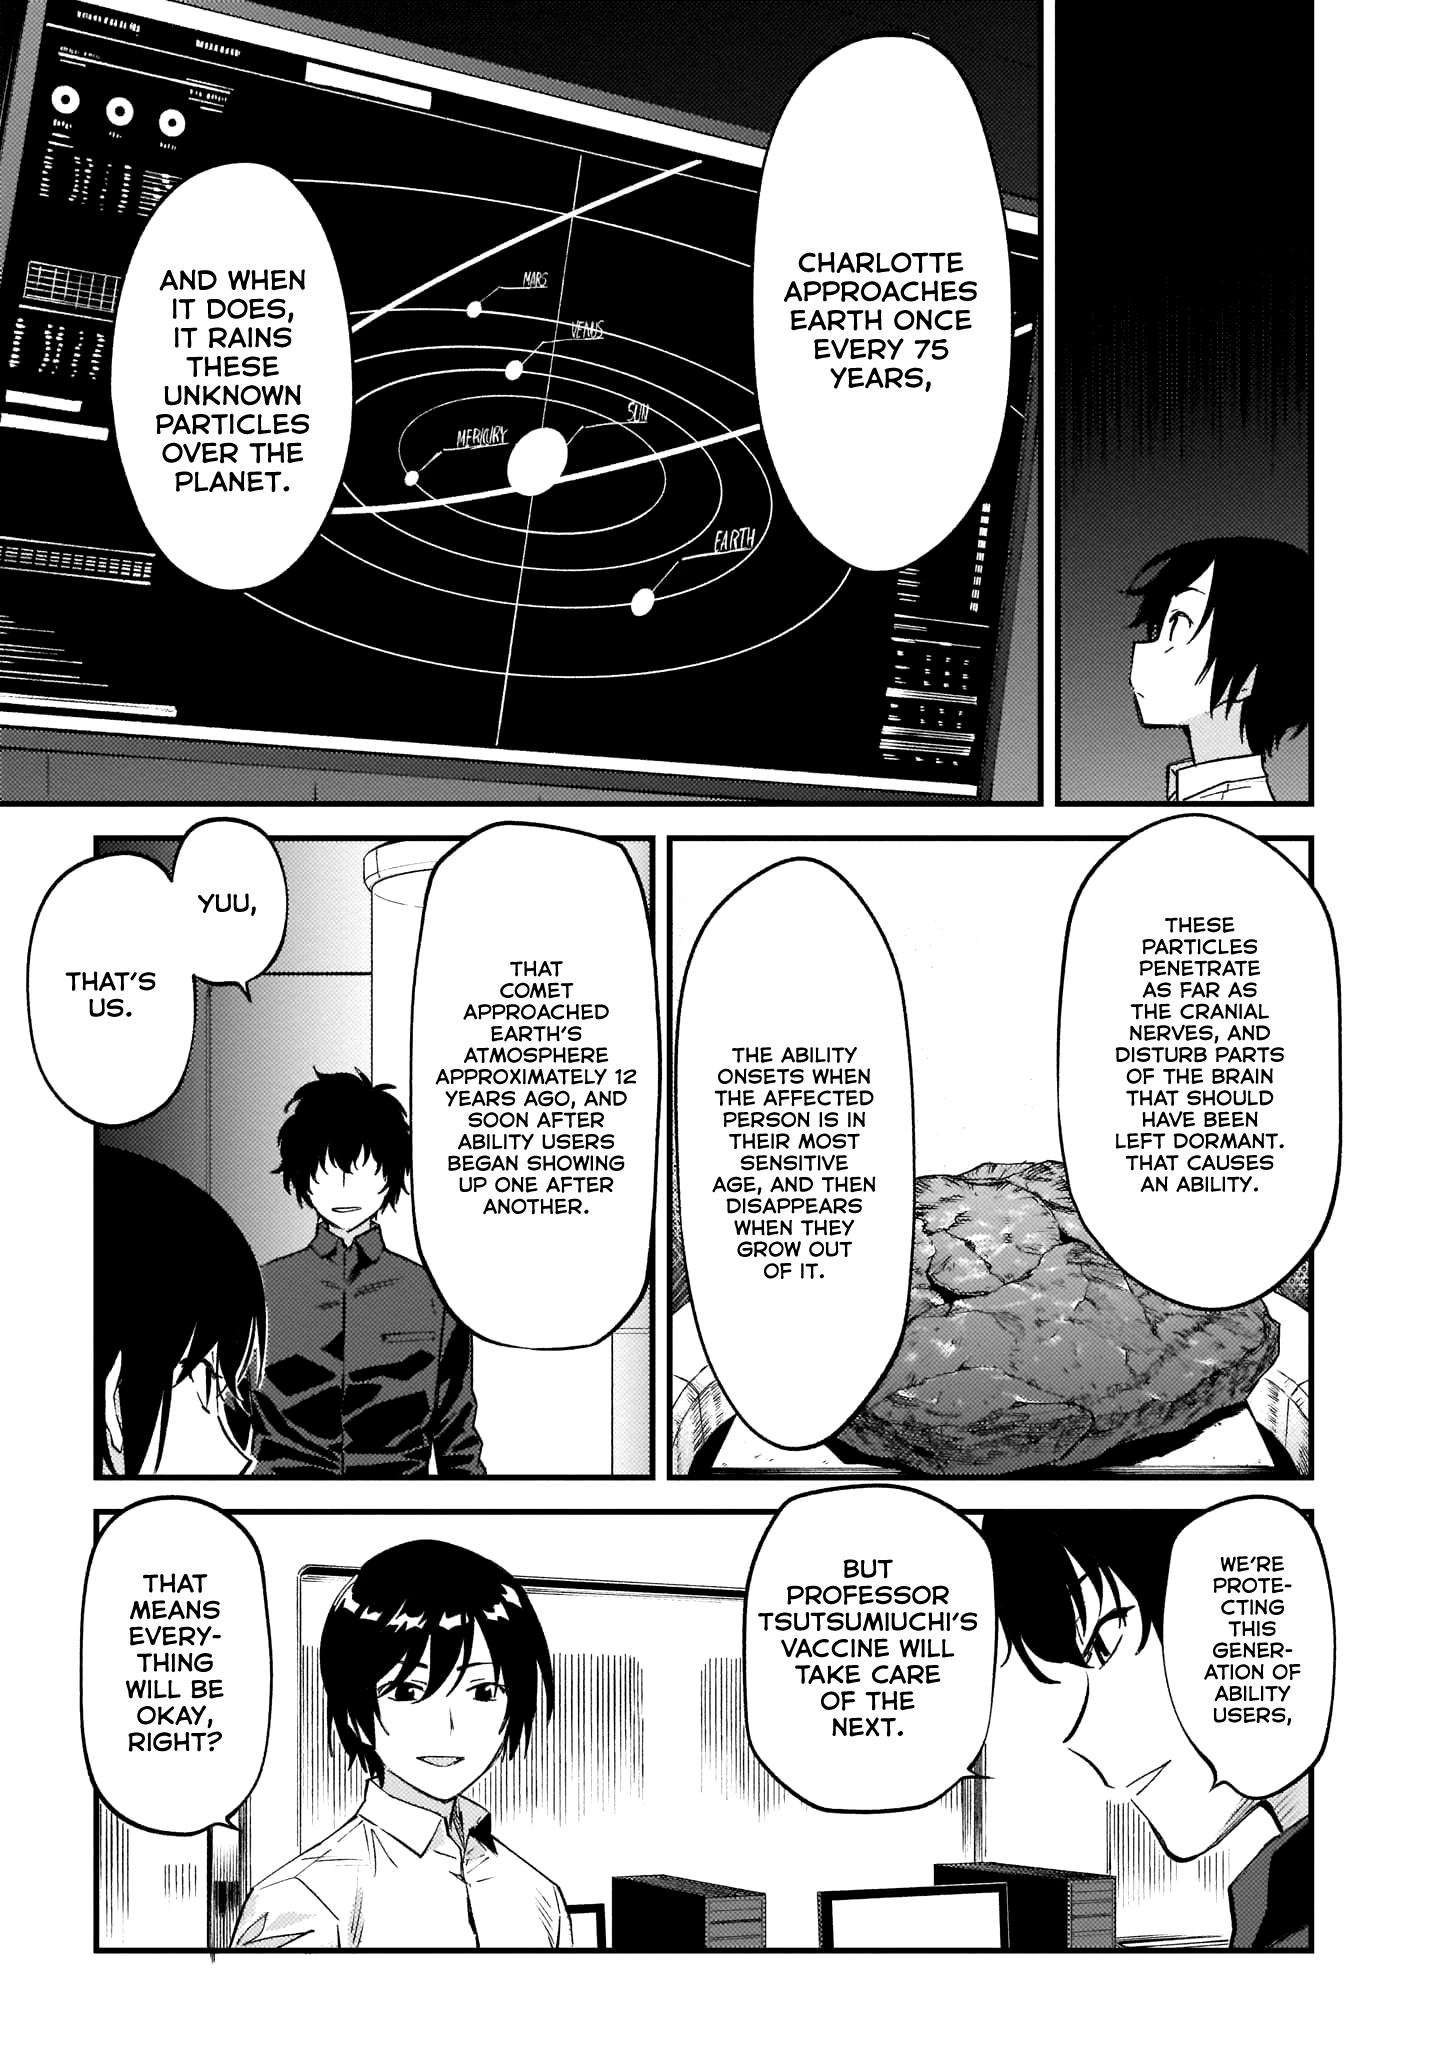 CHARLOTTE
APPROACHES
EARTH ONCE
EVERY 75
YEARS,
AND WHEN
IT DOES,
IT RAINS
THESE
UNKNOWN
PARTICLES
OVER THE
PLANET.
MARS
VENUS
SUN
MERKURY
EARTH
THESE
PARTICLES
PENETRATE
AS FAR AS
THE CRANIAL
NERVES, AND
DISTURB PARTS
OF THE BRAIN
THAT SHOULD
HAVE BEEN
LEFT DORMANT.
THAT CAUSES
AN ABILITY.
THE ABILITY
ONSETS WHEN
THE AFFECTED
PERSON IS IN
THEIR MOST
SENSITIVE
AGE, AND THEN
DISAPPEARS
WHEN THEY
GROW OUT
OF IT.
THAT
COMET
APPROACHED
EARTH'S
ATMOSPHERE
APPROXIMATELY 12
YEARS AGO, AND
SOON AFTER
ABILITY USERS
BEGAN SHOWING
UP ONE AFTER
ANOTHER.
YUU,
THAT'S
US.
WE'RE
PROTE-
CTING
THIS
GENER-
ATION OF
ABILITY
USERS,
BUT
PROFESSOR
TSUTSUMIUCHI'S
VACCINE WILL
TAKE CARE
OF THE
NEXT.
THAT
MEANS
EVERY-
THING
WILL BE
OKAY,
RIGHT?